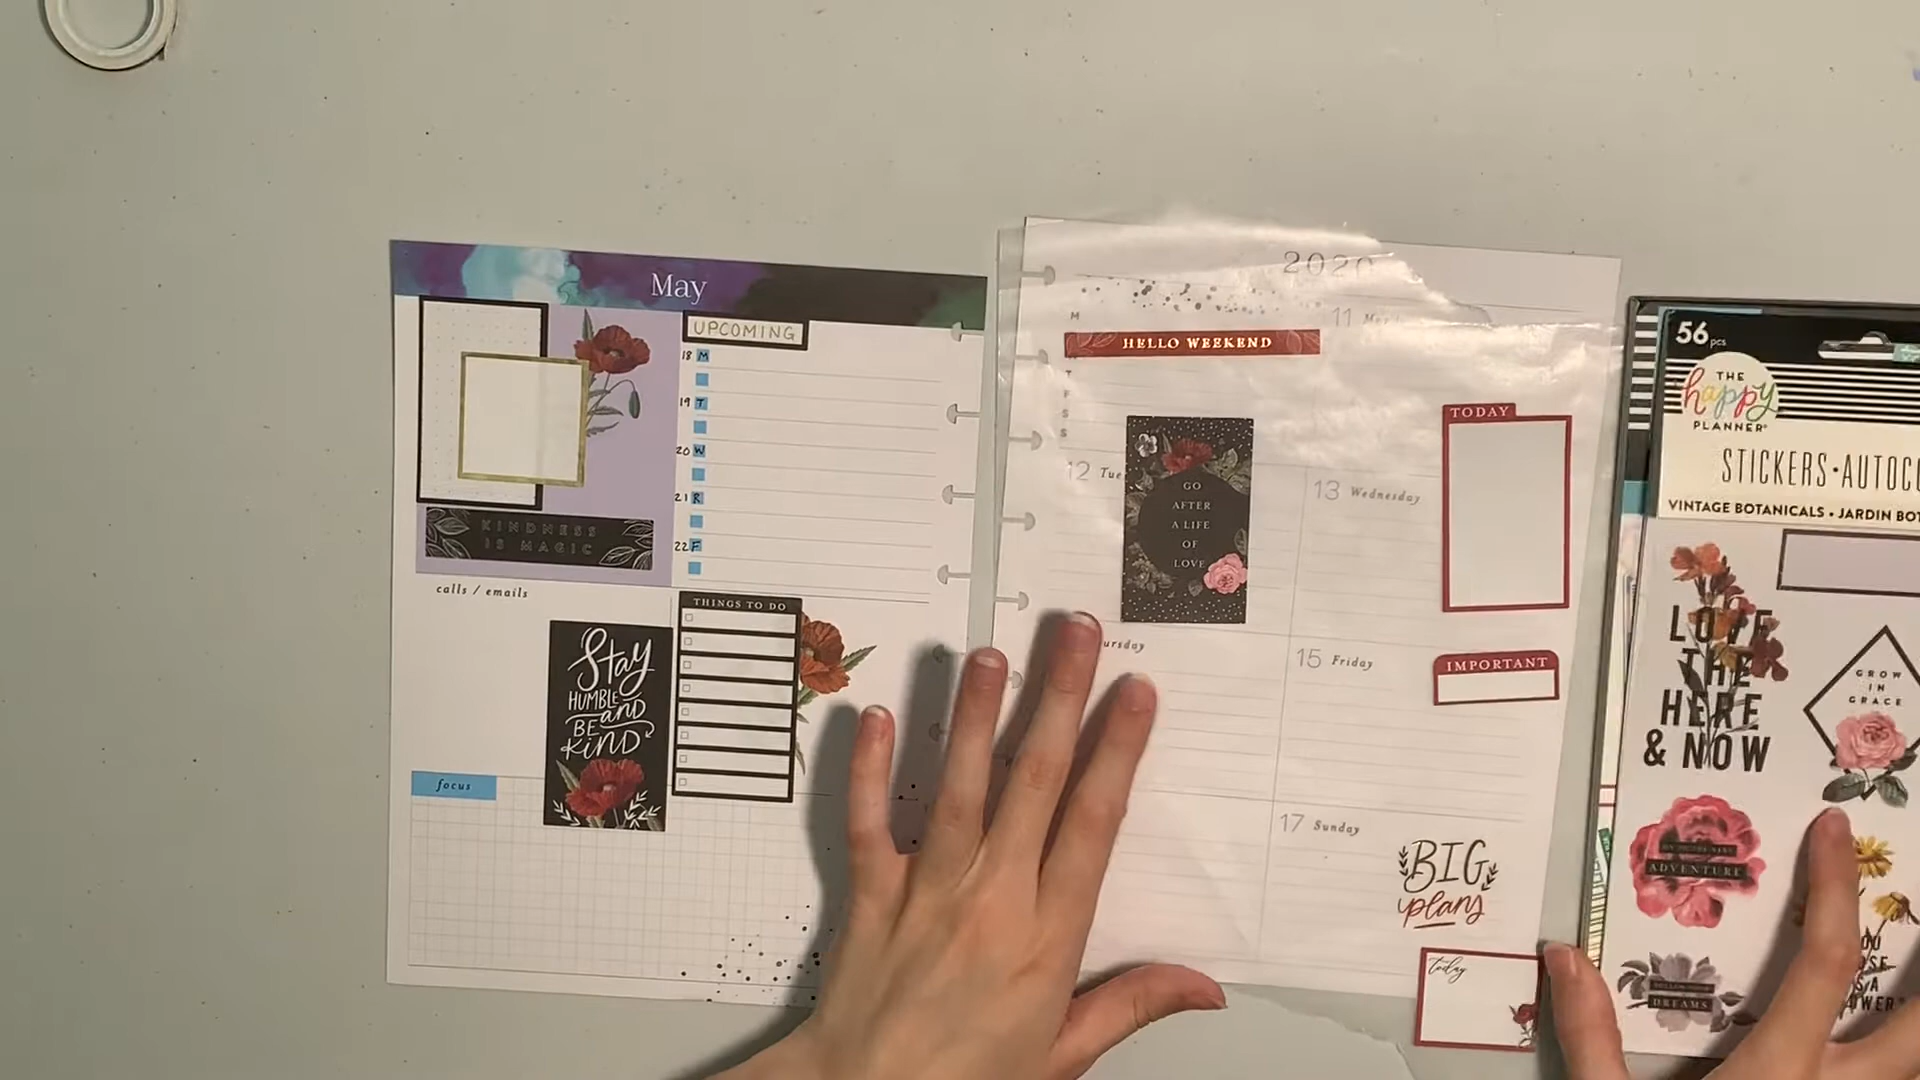 May
UPCOMING
18 M
19 T
20 W
21 R
22 F
KINDNESS
IS MAGIC
calls / emails
THINGS TO DO
Stay
HUMBLE
and
BE
KIND
focus
2020
M
HELLO WEEKEND
T
F
S
S
11
TODAY
12 Tue
13 Wednesday
GO
AFTER
A LIFE
OF
LOVE
ursday
15 Friday
IMPORTANT
17 Sunday
BIG
plans
today
56 pcs
THE
happy
PLANNER
STICKERS • AUTOCO
VINTAGE BOTANICALS • JARDIN BOT
LOVE
THE
HERE
& NOW
GROW
IN
GRACE
ADVENTURE
DREAMS